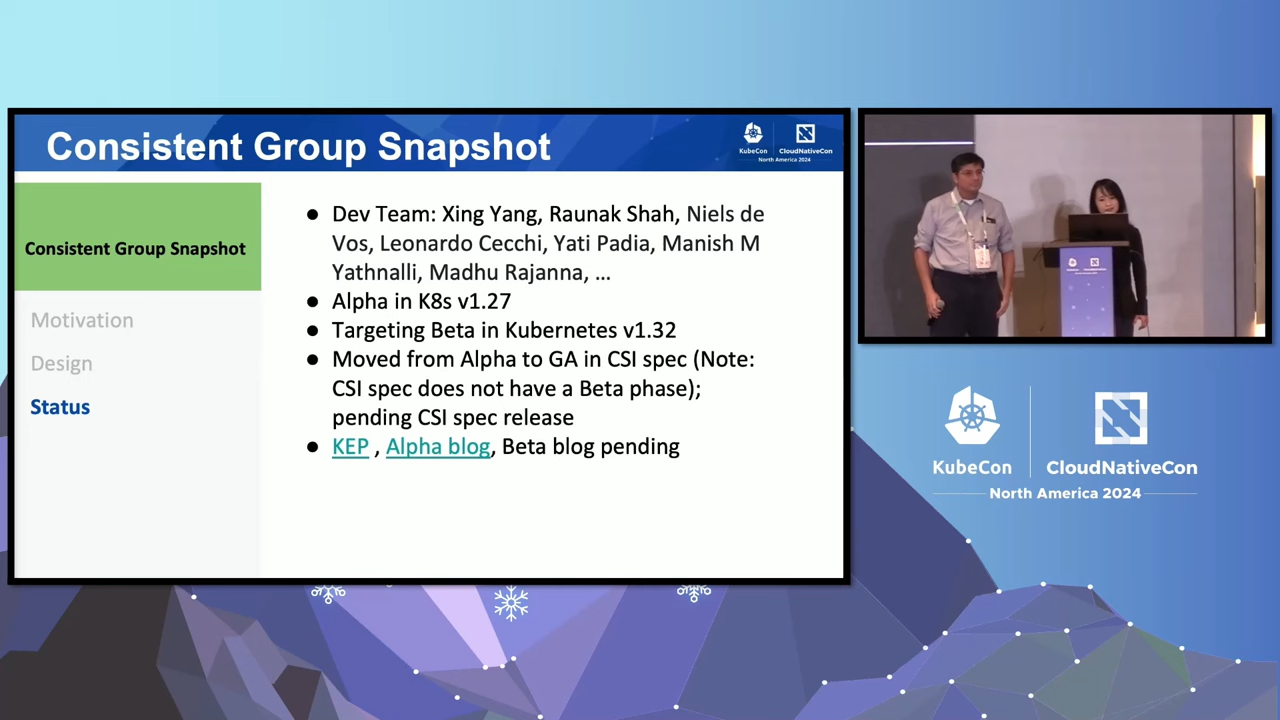 Consistent Group Snapshot
KubeCon
CloudNativeCon
North America 2024
Consistent Group Snapshot
Motivation
Design
Status
● Dev Team: Xing Yang, Raunak Shah, Niels de
Vos, Leonardo Cecchi, Yati Padia, Manish M
Yathnalli, Madhu Rajanna, ...
● Alpha in K8s v1.27
● Targeting Beta in Kubernetes v1.32
● Moved from Alpha to GA in CSI spec (Note:
CSI spec does not have a Beta phase);
pending CSI spec release
● KEP , Alpha blog, Beta blog pending
KubeCon
CloudNativeCon
North America 2024